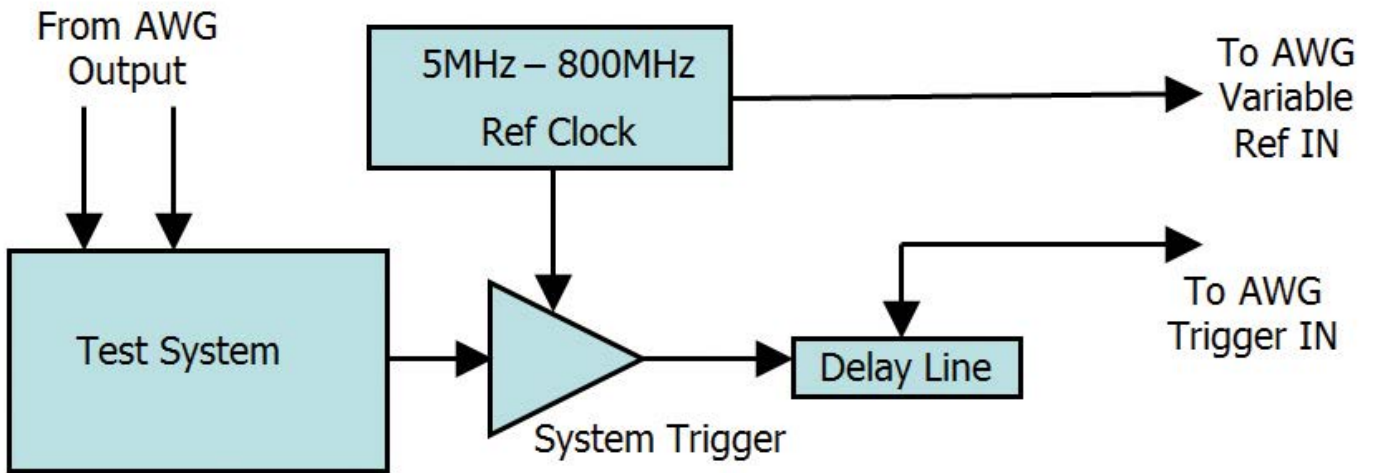 From AWG
Output
5MHz – 800MHz
Ref Clock
To AWG
Variable
Ref IN
Test System
System Trigger
Delay Line
To AWG
Trigger IN